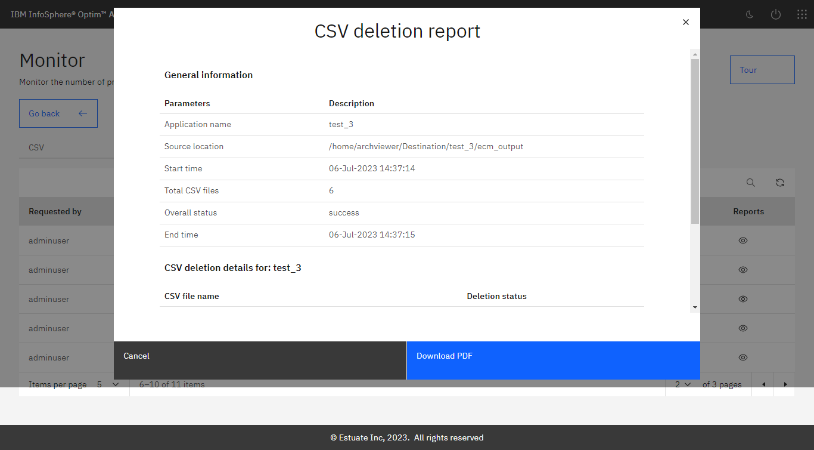 IBM InfoSphere® Optim™ A
CSV deletion report
Monitor
Monitor the number of pr
Tour
Go back
General information
Parameters Description
Application name test_3
Source location /home/archviewer/Destination/test_3/ecm_output
CSV
Start time 06-Jul-2023 14:37:14
Total CSV files 6
Requested by Reports
Overall status success
End time 06-Jul-2023 14:37:15
adminuser
CSV deletion details for: test_3
adminuser
CSV file name Deletion status
adminuser
adminuser
adminuser
Cancel Download PDF
Items per page 5 6–10 of 11 items 2 of 3 pages
© Estuate Inc, 2023. All rights reserved